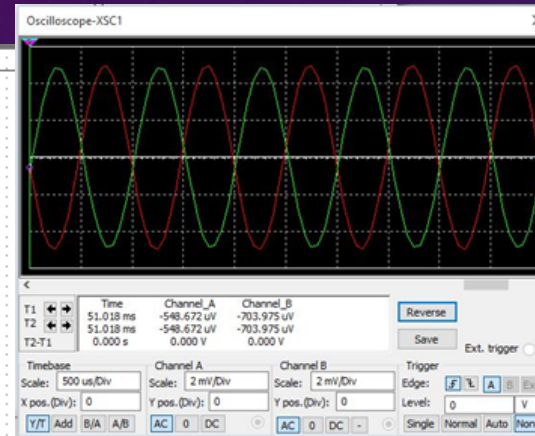 Oscilloscope-XSC1
Time Channel_A Channel_B
T1 51.018 ms -548.672 uV -703.975 uV
T2 51.018 ms -548.672 uV -703.975 uV
T2-T1 0.000 s 0.000 V 0.000 V
Reverse
Save
Ext. trigger
Timebase Channel A Channel B Trigger
Scale: 500 us/Div Scale: 2 mV/Div Scale: 2 mV/Div Edge: A B Ex
X pos.(Div): 0 Y pos.(Div): 0 Y pos.(Div): 0 Level: 0 V
Y/T Add B/A A/B AC 0 DC AC 0 DC - Single Normal Auto Non